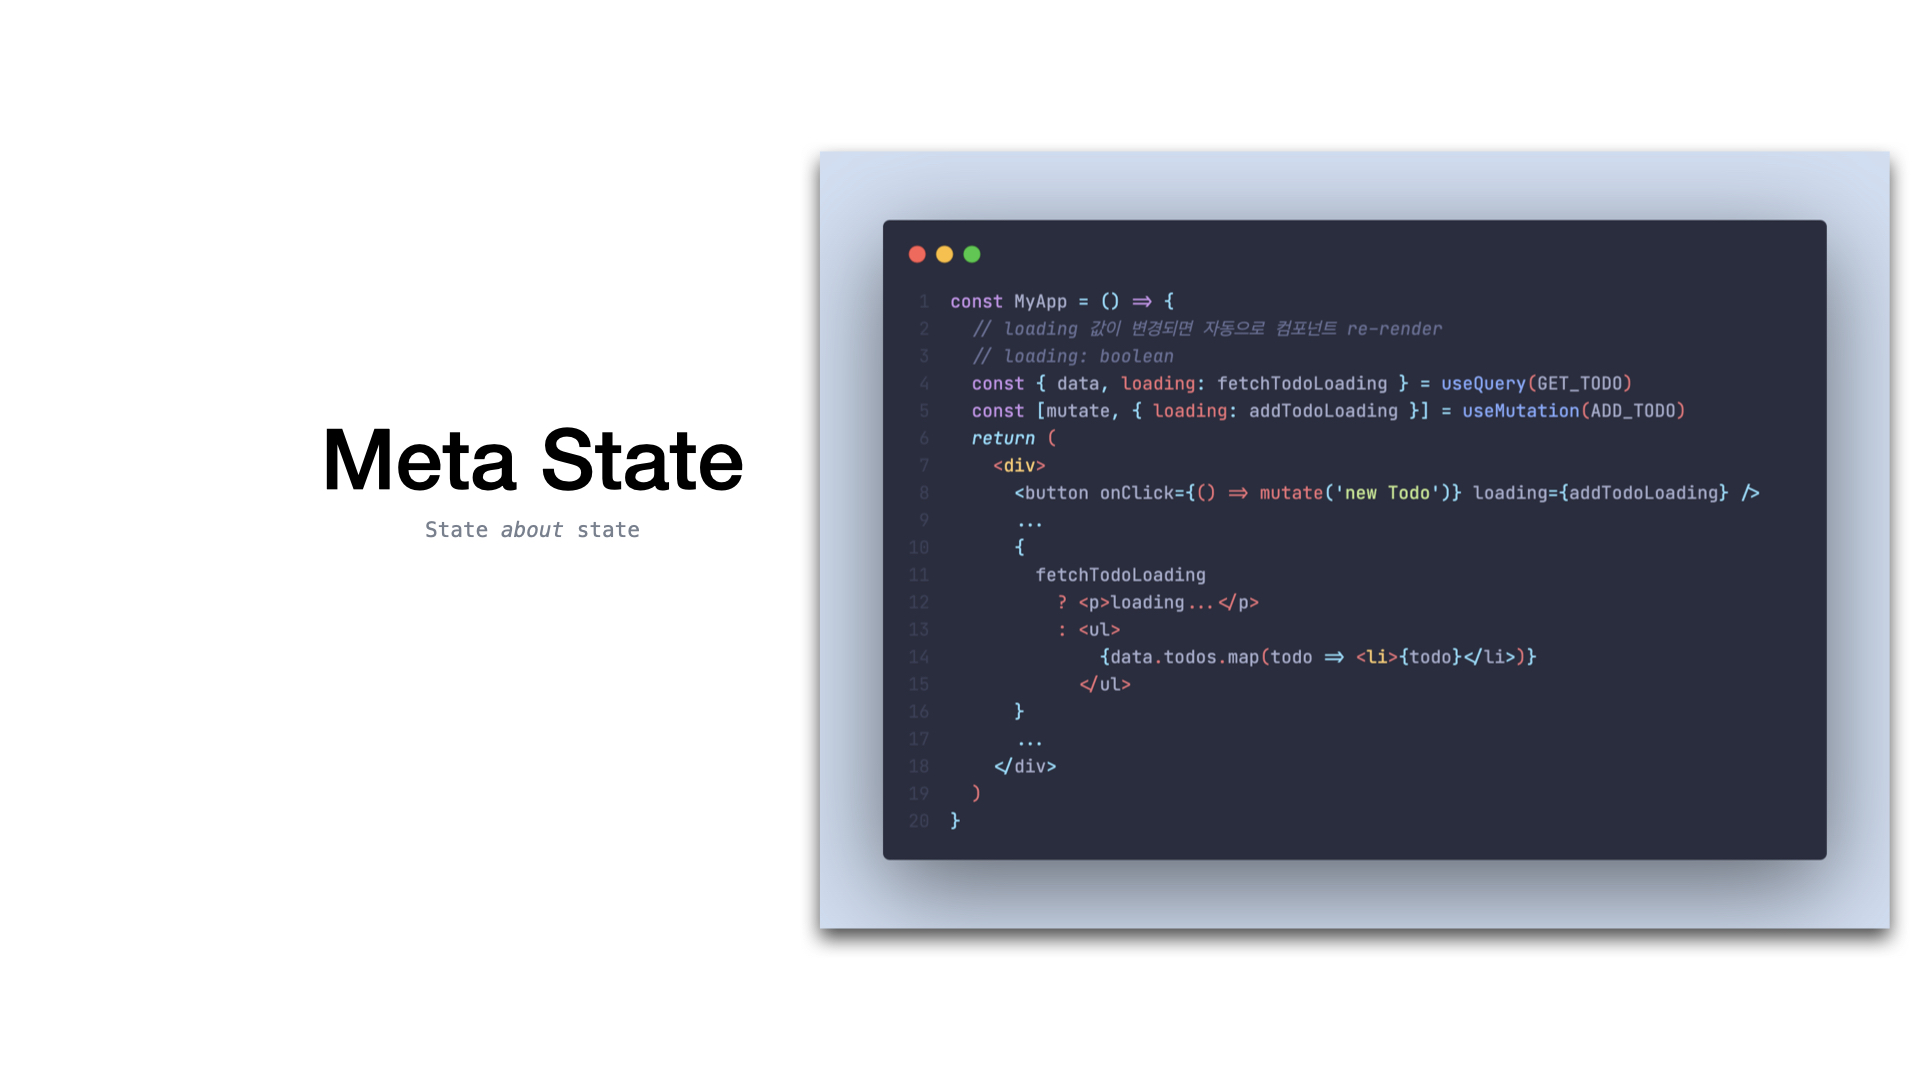 Meta State
State about state
1 const MyApp = () => {
2 // loading 값이 변경되면 자동으로 컴포넌트 re-render
3 // loading: boolean
4 const { data, loading: fetchTodoLoading } = useQuery(GET_TODO)
5 const [mutate, { loading: addTodoLoading }] = useMutation(ADD_TODO)
6 return (
7 <div>
8 <button onClick={() => mutate('new Todo')} loading={addTodoLoading} />
9 ...
10 {
11 fetchTodoLoading
12 ? <p>loading...</p>
13 : <ul>
14 {data.todos.map(todo => <li>{todo}</li>)}
15 </ul>
16 }
17 ...
18 </div>
19 )
20 }